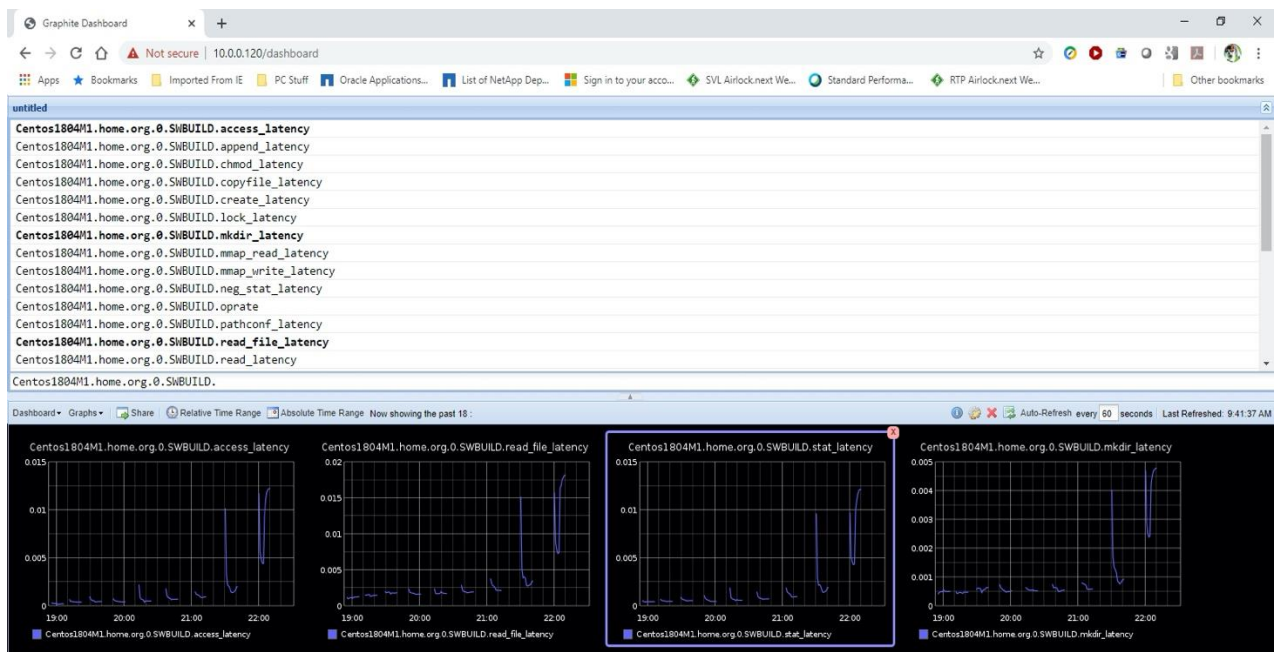 Graphite Dashboard
Not secure | 10.0.0.120/dashboard
Apps Bookmarks Imported From IE PC Stuff Oracle Applications... List of NetApp Dep... Sign in to your acco... SVL Airlock.next We... Standard Performa... RTP Airlock.next We... Other bookmarks
untitled
Centos1804M1.home.org.0.SWBUILD.access_latency
Centos1804M1.home.org.0.SWBUILD.append_latency
Centos1804M1.home.org.0.SWBUILD.chmod_latency
Centos1804M1.home.org.0.SWBUILD.copyfile_latency
Centos1804M1.home.org.0.SWBUILD.create_latency
Centos1804M1.home.org.0.SWBUILD.lock_latency
Centos1804M1.home.org.0.SWBUILD.mkdir_latency
Centos1804M1.home.org.0.SWBUILD.mmap_read_latency
Centos1804M1.home.org.0.SWBUILD.mmap_write_latency
Centos1804M1.home.org.0.SWBUILD.neg_stat_latency
Centos1804M1.home.org.0.SWBUILD.oprate
Centos1804M1.home.org.0.SWBUILD.pathconf_latency
Centos1804M1.home.org.0.SWBUILD.read_file_latency
Centos1804M1.home.org.0.SWBUILD.read_latency
Centos1804M1.home.org.0.SWBUILD.
Dashboard Graphs Share Relative Time Range Absolute Time Range Now showing the past 18 : Auto-Refresh every 60 seconds Last Refreshed: 9:41:37 AM
Centos1804M1.home.org.0.SWBUILD.access_latency
0.015
0.01
0.005
0
19:00 20:00 21:00 22:00
Centos1804M1.home.org.0.SWBUILD.access_latency
Centos1804M1.home.org.0.SWBUILD.read_file_latency
0.02
0.015
0.01
0.005
0
19:00 20:00 21:00 22:00
Centos1804M1.home.org.0.SWBUILD.read_file_latency
Centos1804M1.home.org.0.SWBUILD.stat_latency
0.015
0.01
0.005
0
19:00 20:00 21:00 22:00
Centos1804M1.home.org.0.SWBUILD.stat_latency
Centos1804M1.home.org.0.SWBUILD.mkdir_latency
0.005
0.004
0.003
0.002
0.001
0
19:00 20:00 21:00 22:00
Centos1804M1.home.org.0.SWBUILD.mkdir_latency